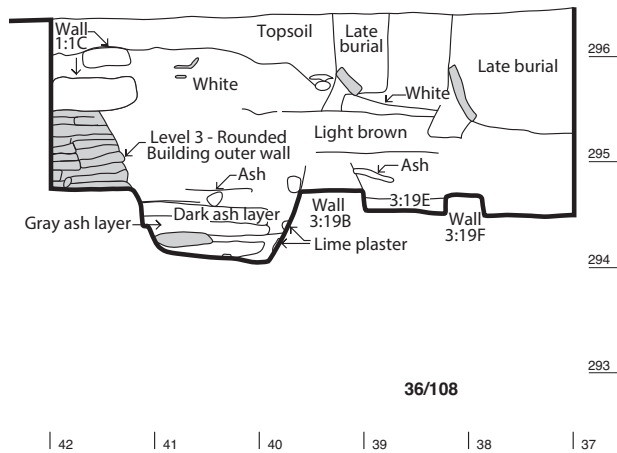 Wall
1:1C
Topsoil
Late
burial
296
White
Late burial
White
Level 3 - Rounded
Building outer wall
Light brown
295
Ash
Ash
Gray ash layer
Dark ash layer
Wall
3:19B
3:19E
Wall
3:19F
Lime plaster
294
293
36/108
42
41
40
39
38
37